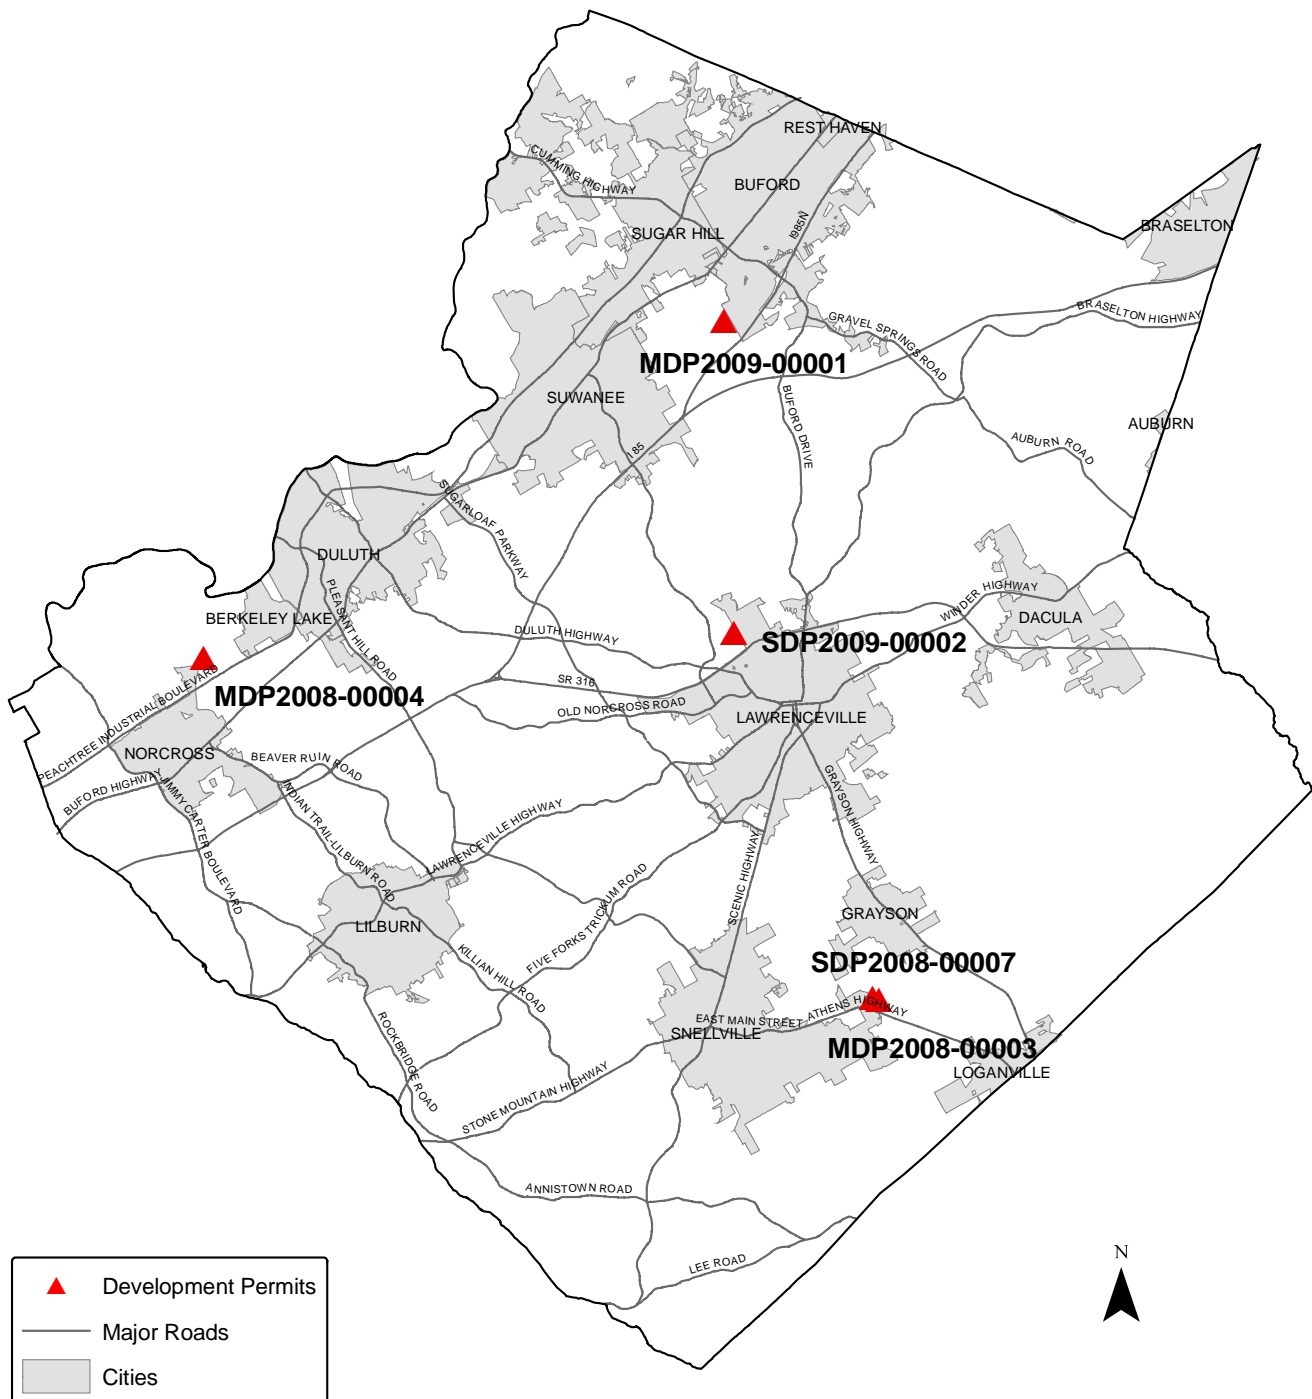 REST HAVEN
CUMMING HIGHWAY
BUFORD
I985N
SUGAR HILL
BRASELTON
BRASELTON HIGHWAY
GRAVEL SPRINGS ROAD
MDP2009-00001
SUWANEE
BUFORD DRIVE
AUBURN
AUBURN ROAD
I 85
SUGARLOAF PARKWAY
DULUTH
PLEASANT HILL ROAD
WINDER HIGHWAY
BERKELEY LAKE
DACULA
DULUTH HIGHWAY
SDP2009-00002
SR 316
MDP2008-00004
OLD NORCROSS ROAD
LAWRENCEVILLE
PEACHTREE INDUSTRIAL BOULEVARD
NORCROSS
BEAVER RUIN ROAD
BUFORD HIGHWAY
JIMMY CARTER BOULEVARD
INDIAN TRAIL-LILBURN ROAD
LAWRENCEVILLE HIGHWAY
GRAYSON HIGHWAY
SCENIC HIGHWAY
GRAYSON
LILBURN
FIVE FORKS TRICKUM ROAD
KILLIAN HILL ROAD
SDP2008-00007
ATHENS HIGHWAY
EAST MAIN STREET
SNELLVILLE
MDP2008-00003
LOGANVILLE
ROCKBRIDGE ROAD
STONE MOUNTAIN HIGHWAY
ANNISTOWN ROAD
LEE ROAD
N
Development Permits
Major Roads
Cities